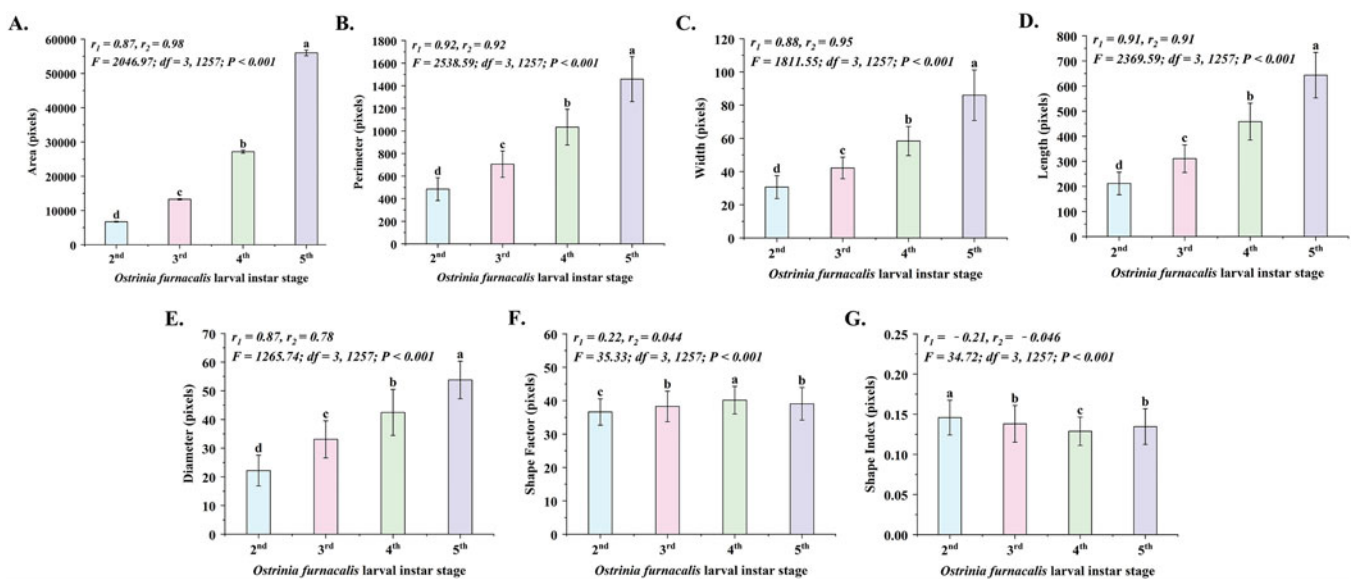 A.
r1 = 0.87, r2 = 0.98
F = 2046.97; df = 3, 1257; P < 0.001
Area (pixels)
60000
50000
40000
30000
20000
10000
0
d
c
b
a
2nd 3rd 4th 5th
Ostrinia furnacalis larval instar stage
B.
r1 = 0.92, r2 = 0.92
F = 2538.59; df = 3, 1257; P < 0.001
Perimeter (pixels)
1800
1600
1400
1200
1000
800
600
400
200
0
d
c
b
a
2nd 3rd 4th 5th
Ostrinia furnacalis larval instar stage
C.
r1 = 0.88, r2 = 0.95
F = 1811.55; df = 3, 1257; P < 0.001
Width (pixels)
120
100
80
60
40
20
0
d
c
b
a
2nd 3rd 4th 5th
Ostrinia furnacalis larval instar stage
D.
r1 = 0.91, r2 = 0.91
F = 2369.59; df = 3, 1257; P < 0.001
Length (pixels)
800
700
600
500
400
300
200
100
0
d
c
b
a
2nd 3rd 4th 5th
Ostrinia furnacalis larval instar stage
E.
r1 = 0.87, r2 = 0.78
F = 1265.74; df = 3, 1257; P < 0.001
Diameter (pixels)
70
60
50
40
30
20
10
0
d
c
b
a
2nd 3rd 4th 5th
Ostrinia furnacalis larval instar stage
F.
r1 = 0.22, r2 = 0.044
F = 35.33; df = 3, 1257; P < 0.001
Shape Factor (pixels)
60
50
40
30
20
10
0
c
b
a
b
2nd 3rd 4th 5th
Ostrinia furnacalis larval instar stage
G.
r1 = −0.21, r2 = −0.046
F = 34.72; df = 3, 1257; P < 0.001
Shape Index (pixels)
0.25
0.20
0.15
0.10
0.05
0.00
a
b
c
b
2nd 3rd 4th 5th
Ostrinia furnacalis larval instar stage